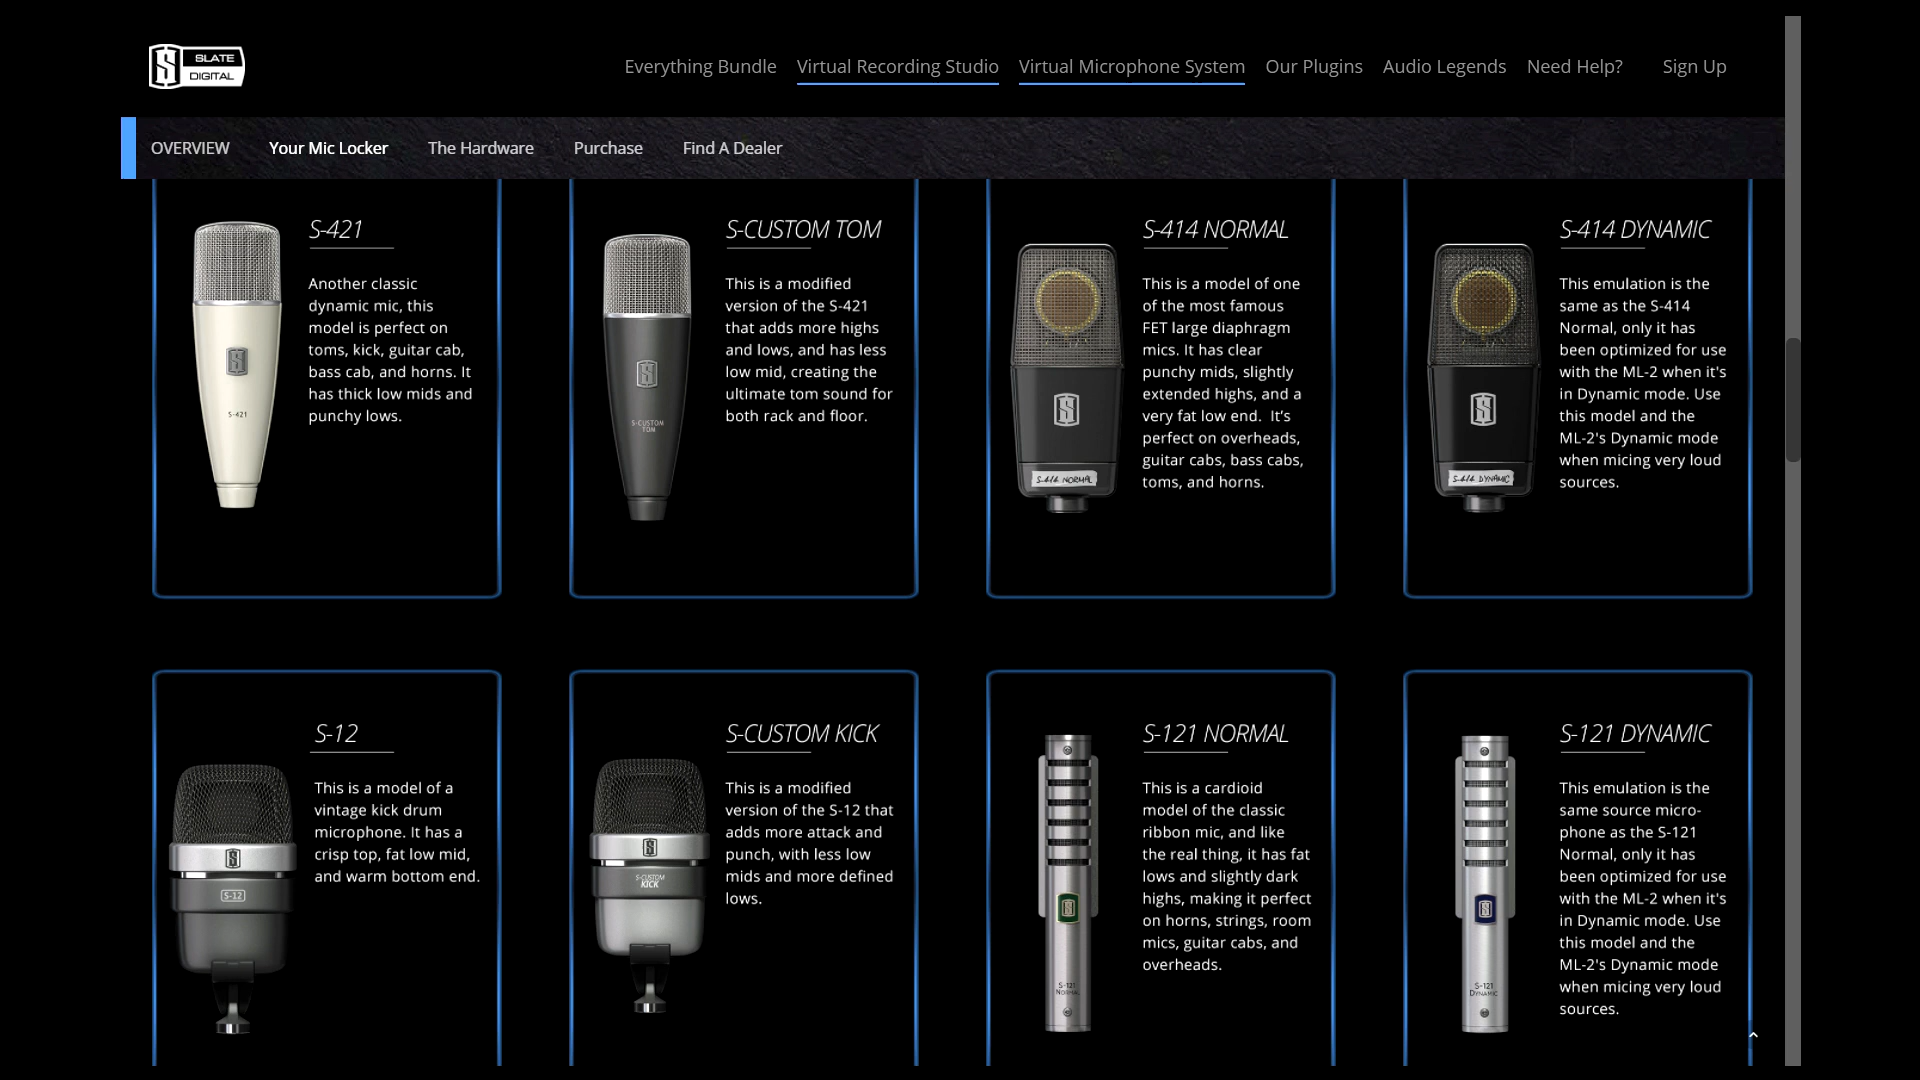 SLATE
DIGITAL
Everything Bundle
Virtual Recording Studio
Virtual Microphone System
Our Plugins
Audio Legends
Need Help?
Sign Up
OVERVIEW
Your Mic Locker
The Hardware
Purchase
Find A Dealer
S-421
Another classic
dynamic mic, this
model is perfect on
toms, kick, guitar cab,
bass cab, and horns. It
has thick low mids and
punchy lows.
S-421
S-CUSTOM TOM
This is a modified
version of the S-421
that adds more highs
and lows, and has less
low mid, creating the
ultimate tom sound for
both rack and floor.
S-CUSTOM
TOM
S-414 NORMAL
This is a model of one
of the most famous
FET large diaphragm
mics. It has clear
punchy mids, slightly
extended highs, and a
very fat low end.  It's
perfect on overheads,
guitar cabs, bass cabs,
toms, and horns.
S-414 NORMAL
S-414 DYNAMIC
This emulation is the
same as the S-414
Normal, only it has
been optimized for use
with the ML-2 when it's
in Dynamic mode. Use
this model and the
ML-2's Dynamic mode
when micing very loud
sources.
S-414 DYNAMIC
S-12
This is a model of a
vintage kick drum
microphone. It has a
crisp top, fat low mid,
and warm bottom end.
S-12
S-CUSTOM KICK
This is a modified
version of the S-12 that
adds more attack and
punch, with less low
mids and more defined
lows.
S-CUSTOM
KICK
S-121 NORMAL
This is a cardioid
model of the classic
ribbon mic, and like
the real thing, it has fat
lows and slightly dark
highs, making it perfect
on horns, strings, room
mics, guitar cabs, and
overheads.
S-121
NORMAL
S-121 DYNAMIC
This emulation is the
same source micro-
phone as the S-121
Normal, only it has
been optimized for use
with the ML-2 when it's
in Dynamic mode. Use
this model and the
ML-2's Dynamic mode
when micing very loud
sources.
S-121
DYNAMIC